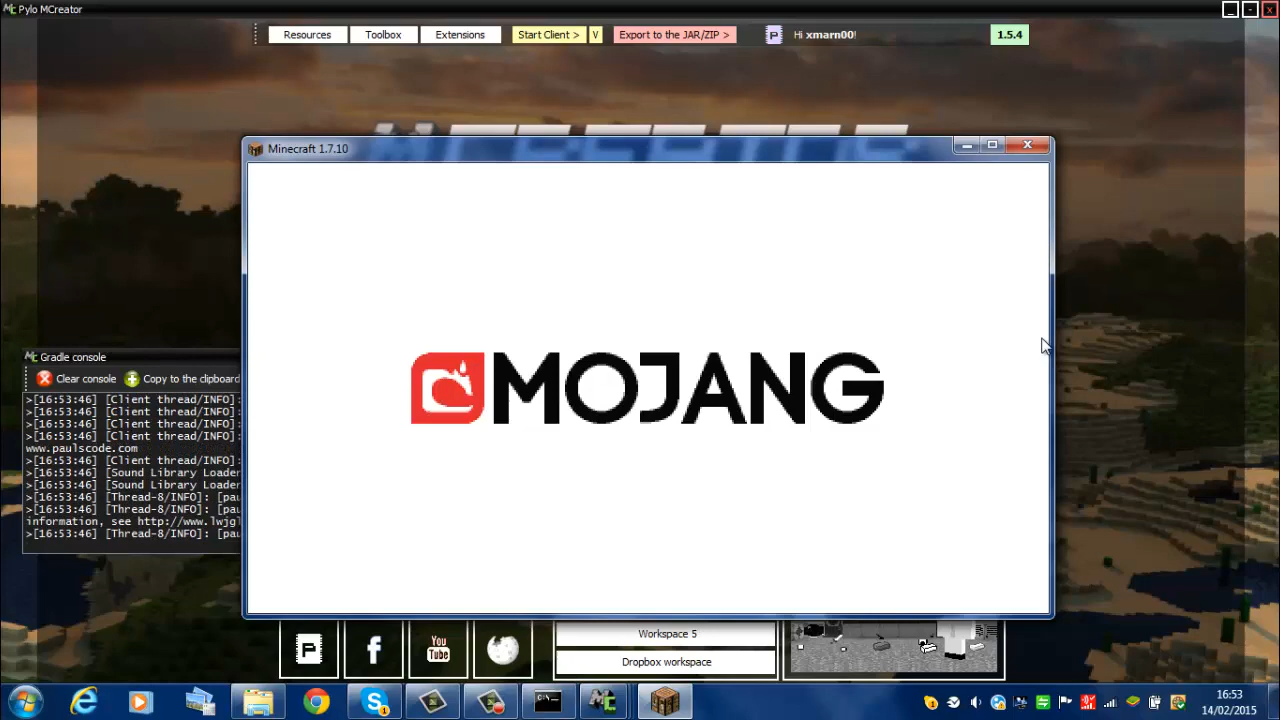 Pylo MCreator
Resources
Toolbox
Extensions
Start Client >
V
Export to the JAR/ZIP >
P
Hi xmarn00!
1.5.4
Minecraft 1.7.10
MOJANG
Gradle console
Clear console
Copy to the clipboard
>[16:53:46] [Client thread/INFO]:
>[16:53:46] [Client thread/INFO]:
>[16:53:46] [Client thread/INFO]:
>[16:53:46] [Client thread/INFO]:
www.paulscode.com
>[16:53:46] [Client thread/INFO]:
>[16:53:46] [Sound Library Loader
>[16:53:46] [Sound Library Loader
>[16:53:46] [Thread-8/INFO]: [pau
>[16:53:46] [Thread-8/INFO]: [pau
information, see http://www.lwjgl
>[16:53:46] [Thread-8/INFO]: [pau
P
f
You
Tube
Workspace 5
Dropbox workspace
16:53
14/02/2015